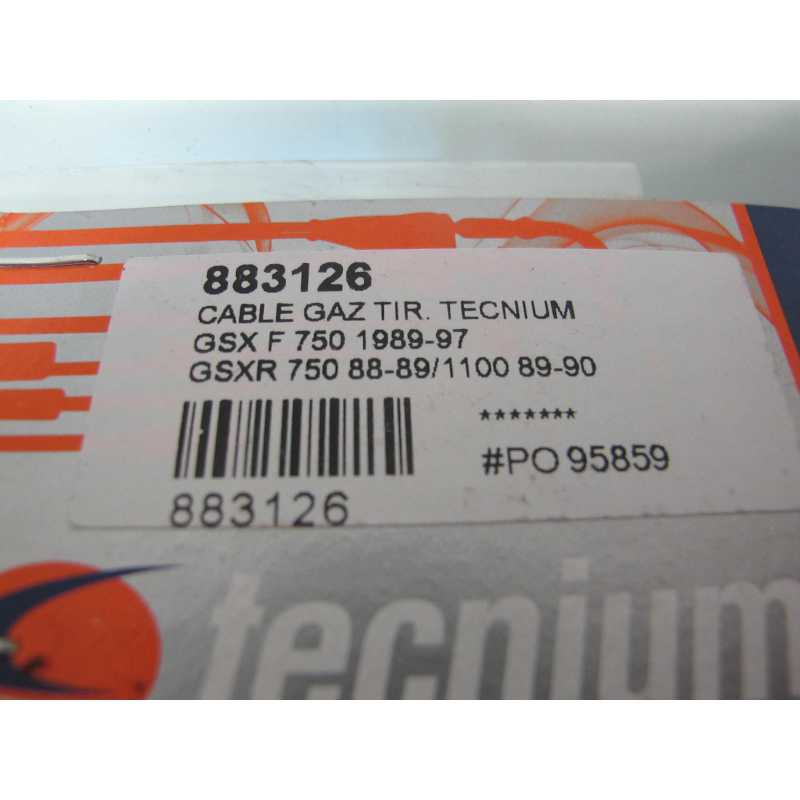 883126
CABLE GAZ TIR. TECNIUM
GSX F 750 1989-97
GSXR 750 88-89/1100 89-90
*******
#PO 95859
883126
tecnium